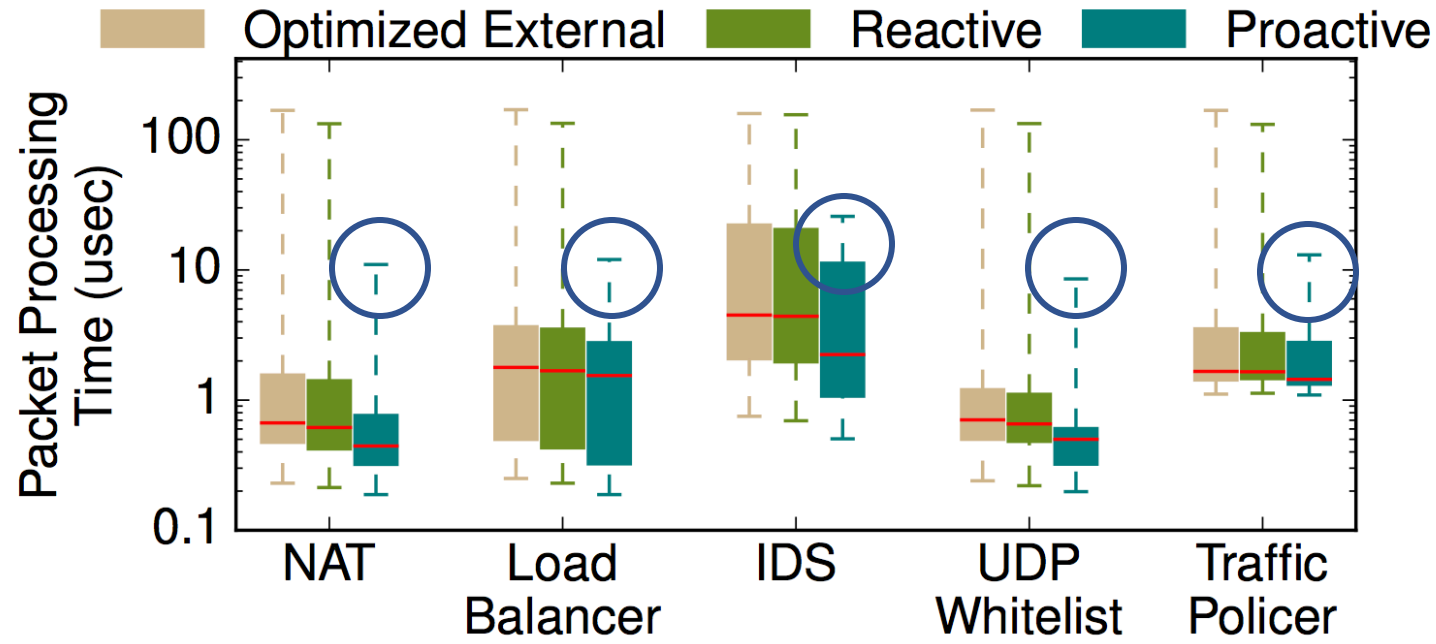 Optimized External Reactive Proactive
Packet Processing
Time (usec)
100
10
1
0.1
NAT Load Balancer IDS UDP Whitelist Traffic Policer